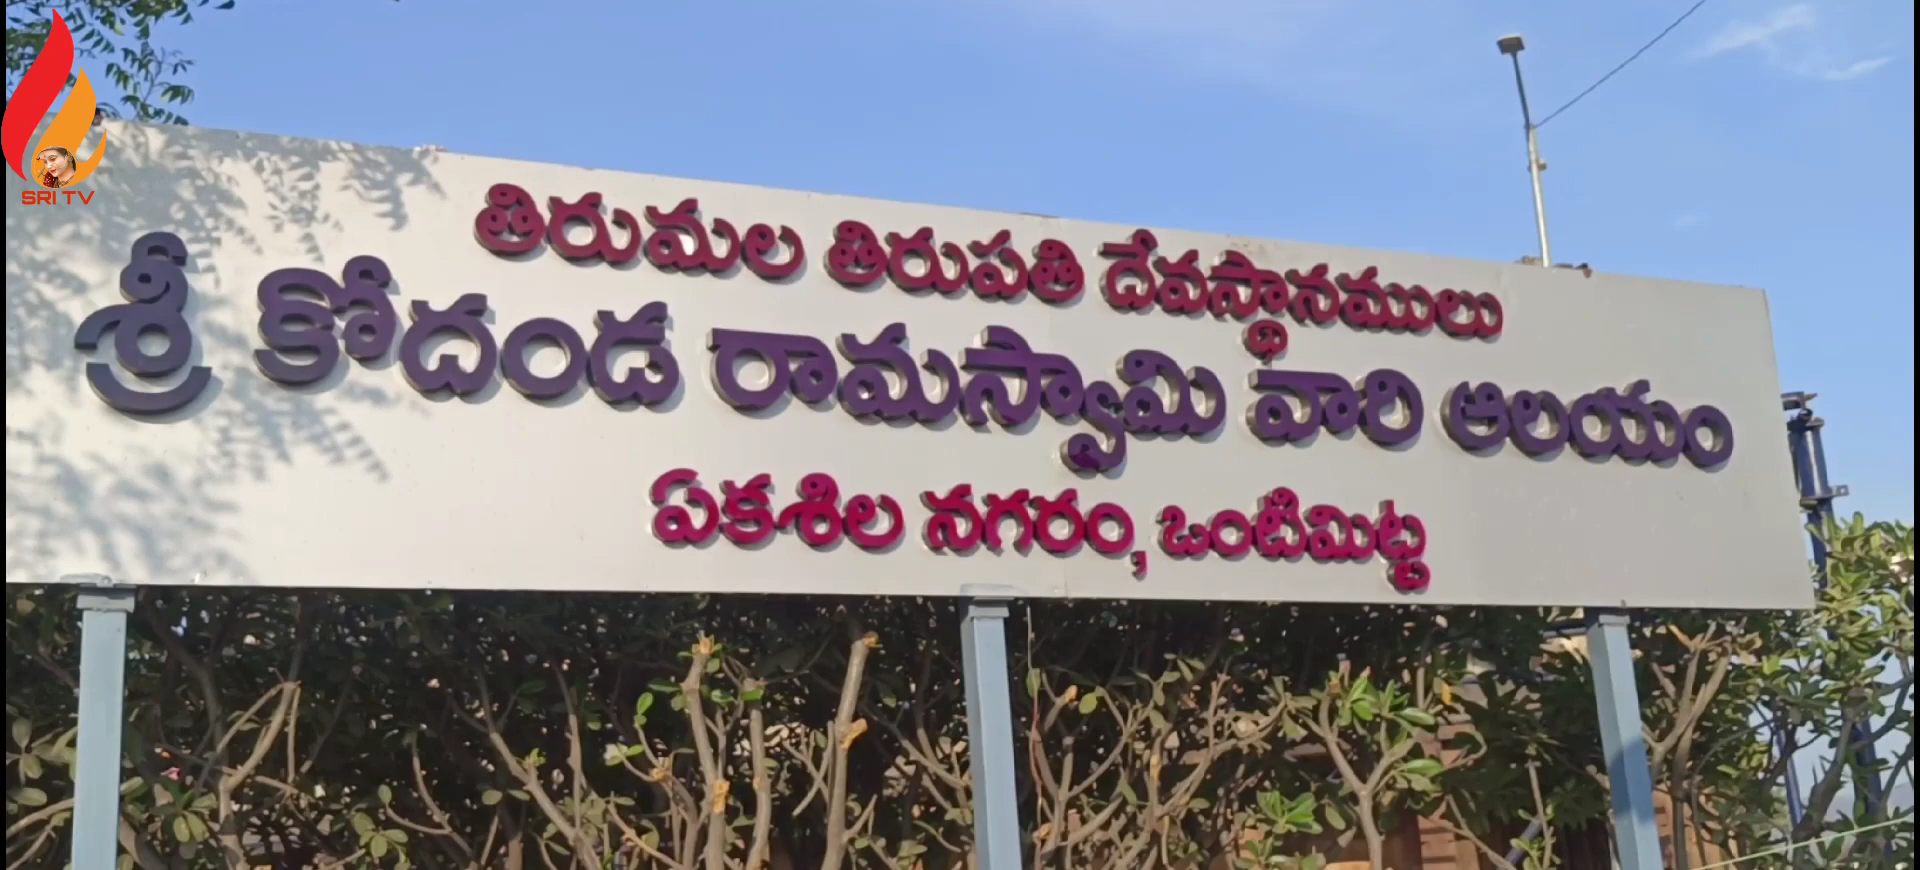 SRI TV
తిరుమల తిరుపతి దేవస్థానములు
శ్రీ కోదండ రామస్వామి వారి ఆలయం
ఏకశిల నగరం, ఒంటిమిట్ట